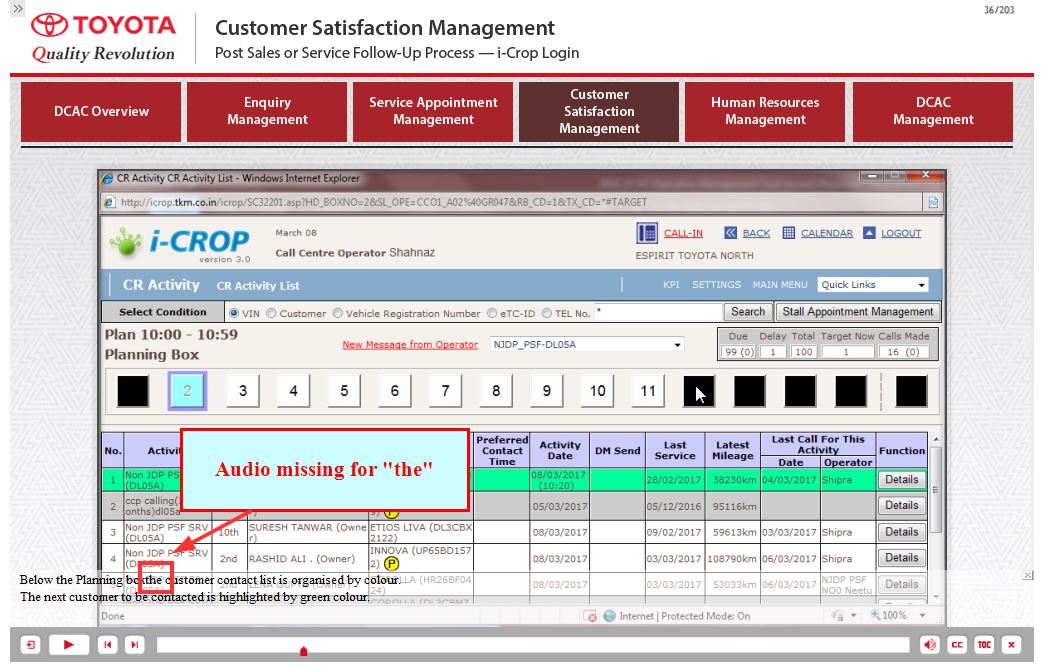 36/203
TOYOTA
Quality Revolution
Customer Satisfaction Management
Post Sales or Service Follow-Up Process — i-Crop Login
DCAC Overview
Enquiry
Management
Service Appointment
Management
Customer
Satisfaction
Management
Human Resources
Management
DCAC
Management
CR Activity CR Activity List - Windows Internet Explorer
http://icrop.tkm.co.in/icrop/SC32201.asp?HD_BOXNO=2&SL_OPE=CCO1_A02%40GR047&RB_CD=1&TX_CD=*#TARGET
i-CROP
version 3.0
March 08
Call Centre Operator Shahnaz
CALL-IN BACK CALENDAR LOGOUT
ESPIRIT TOYOTA NORTH
CR Activity CR Activity List KPI SETTINGS MAIN MENU Quick Links
Select Condition VIN Customer Vehicle Registration Number eTC-ID TEL No. * Search Stall Appointment Management
Plan 10:00 - 10:59
Planning Box
New Message from Operator NJDP_PSF-DL05A
Due Delay Total Target Now Calls Made
99 (0) 1 100 1 16 (0)
2 3 4 5 6 7 8 9 10 11
No. Activi Preferred Contact Time Activity Date DM Send Last Service Latest Mileage Last Call For This Activity Date Operator Function
1 Non JDP PS (DL05A) 08/03/2017 (10:20) 28/02/2017 38230km 04/03/2017 Shipra Details
2 ccp calling( onths)dl05a P 05/03/2017 05/12/2016 95116km Details
3 Non JDP PSF SRV (DL05A) 10th SURESH TANWAR (Owne r) ETIOS LIVA (DL3CBX 2122) 08/03/2017 09/02/2017 59613km 03/03/2017 Shipra Details
4 Non JDP PSF SRV (DL05A) 2nd RASHID ALI . (Owner) INNOVA (UP65BD157 2) P 08/03/2017 03/03/2017 108790km 06/03/2017 Shipra Details
COROLLA (HR26BF04 24) 08/03/2017 03/03/2017 53033km 06/03/2017 NJDP PSF NO0 Neetu Details
Audio missing for "the"
Below the Planning box the customer contact list is organised by colour.
The next customer to be contacted is highlighted by green colour.
Done Internet | Protected Mode: On 100%
CC TOC